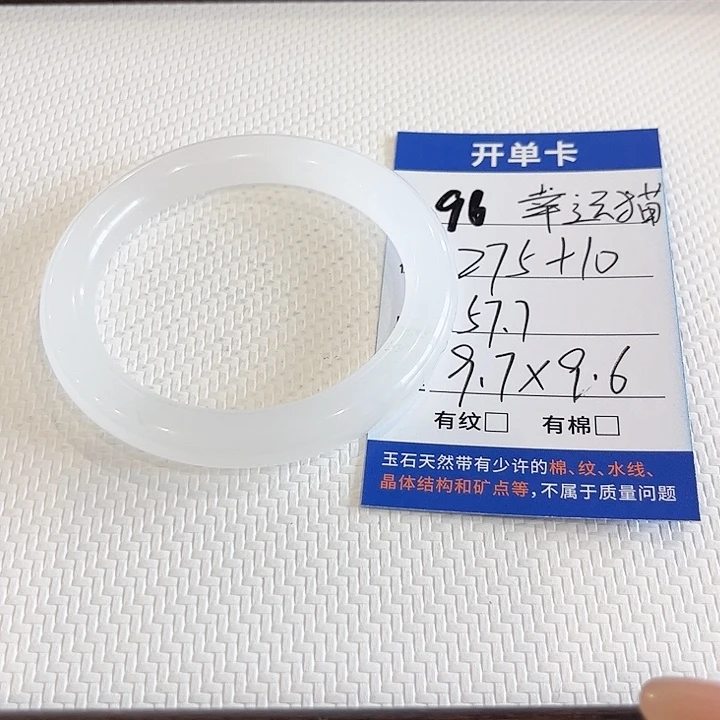 开单卡
96 幸运猫
275+10
57.7
9.7×9.6
有纹□ 有棉□
玉石天然带有少许的棉、纹、水线、
晶体结构和矿点等，不属于质量问题